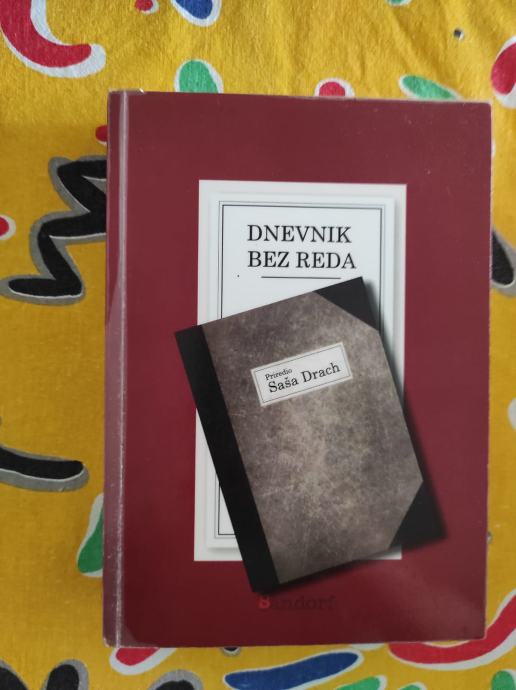 DNEVNIK
BEZ REDA
Priredio
Saša Drach
Sandorf